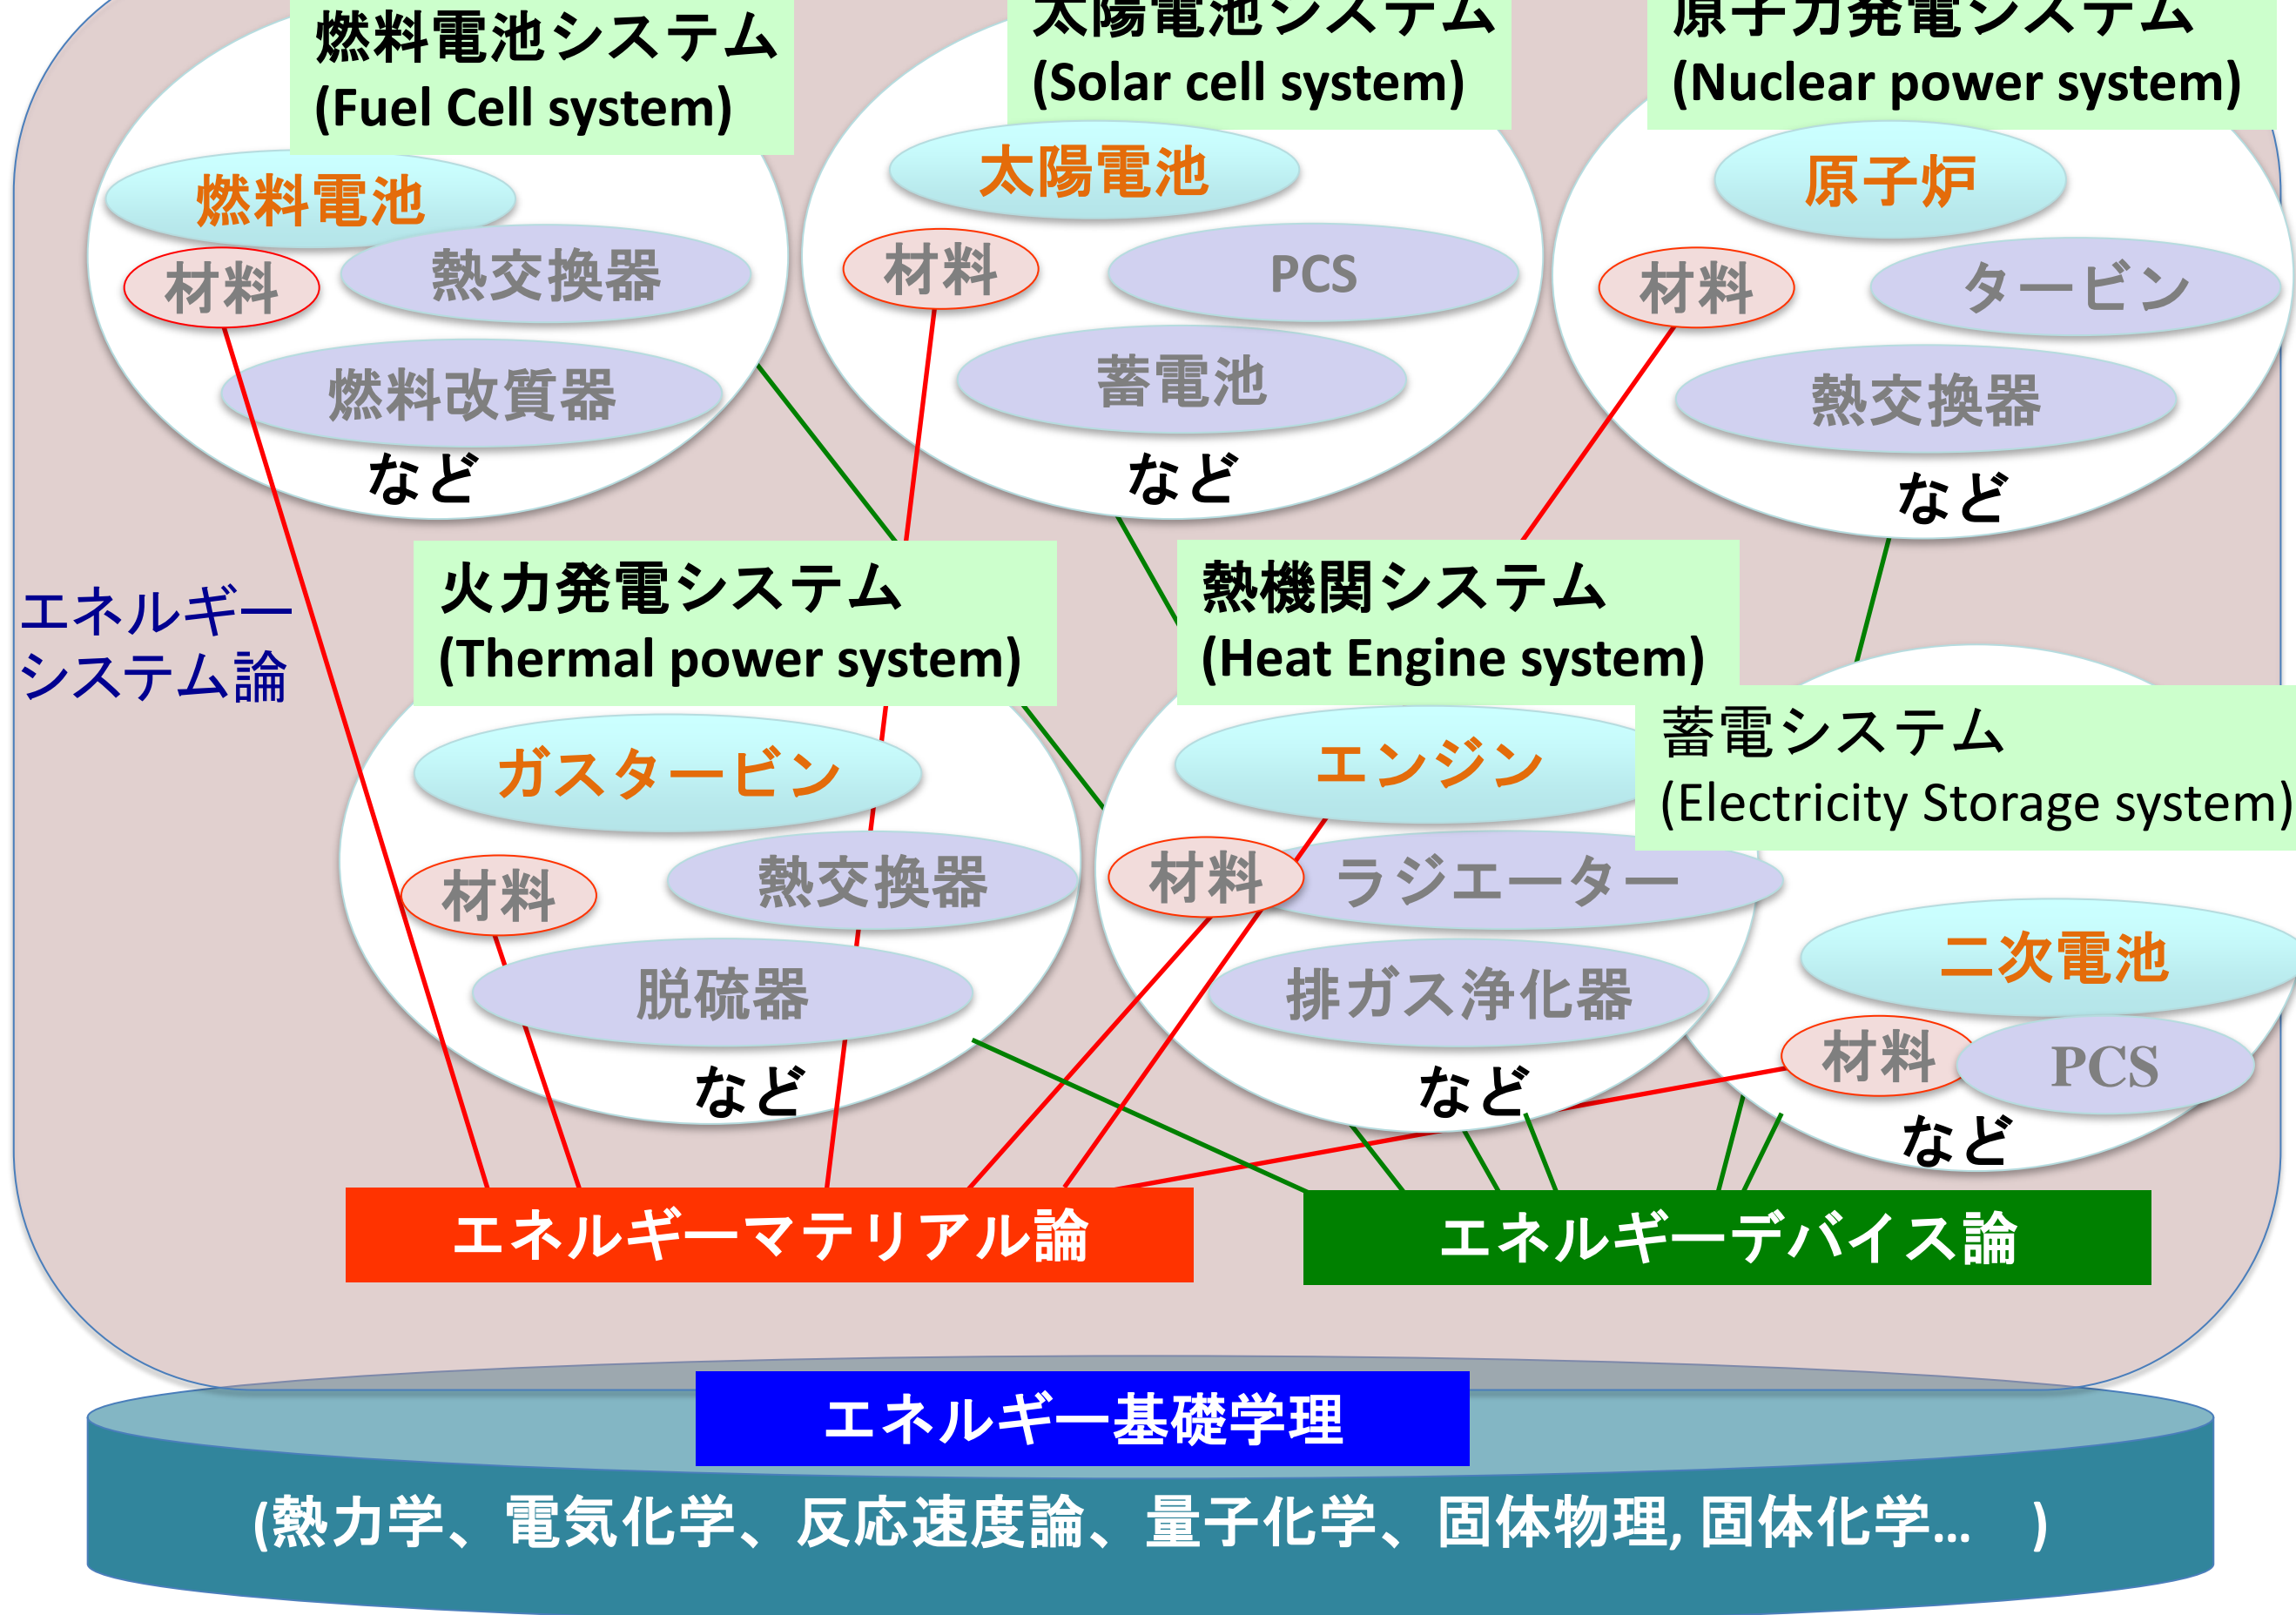 燃料電池システム
(Fuel Cell system)
燃料電池
材料
熱交換器
燃料改質器
など
太陽電池システム
(Solar cell system)
太陽電池
材料
PCS
蓄電池
など
原子力発電システム
(Nuclear power system)
原子炉
材料
タービン
熱交換器
など
エネルギー
システム論
火力発電システム
(Thermal power system)
ガスタービン
材料
熱交換器
脱硫器
など
熱機関システム
(Heat Engine system)
エンジン
材料
ラジエーター
排ガス浄化器
など
蓄電システム
(Electricity Storage system)
二次電池
材料
PCS
など
エネルギーマテリアル論
エネルギーデバイス論
エネルギー基礎学理
(熱力学、電気化学、反応速度論、量子化学、固体物理, 固体化学… )